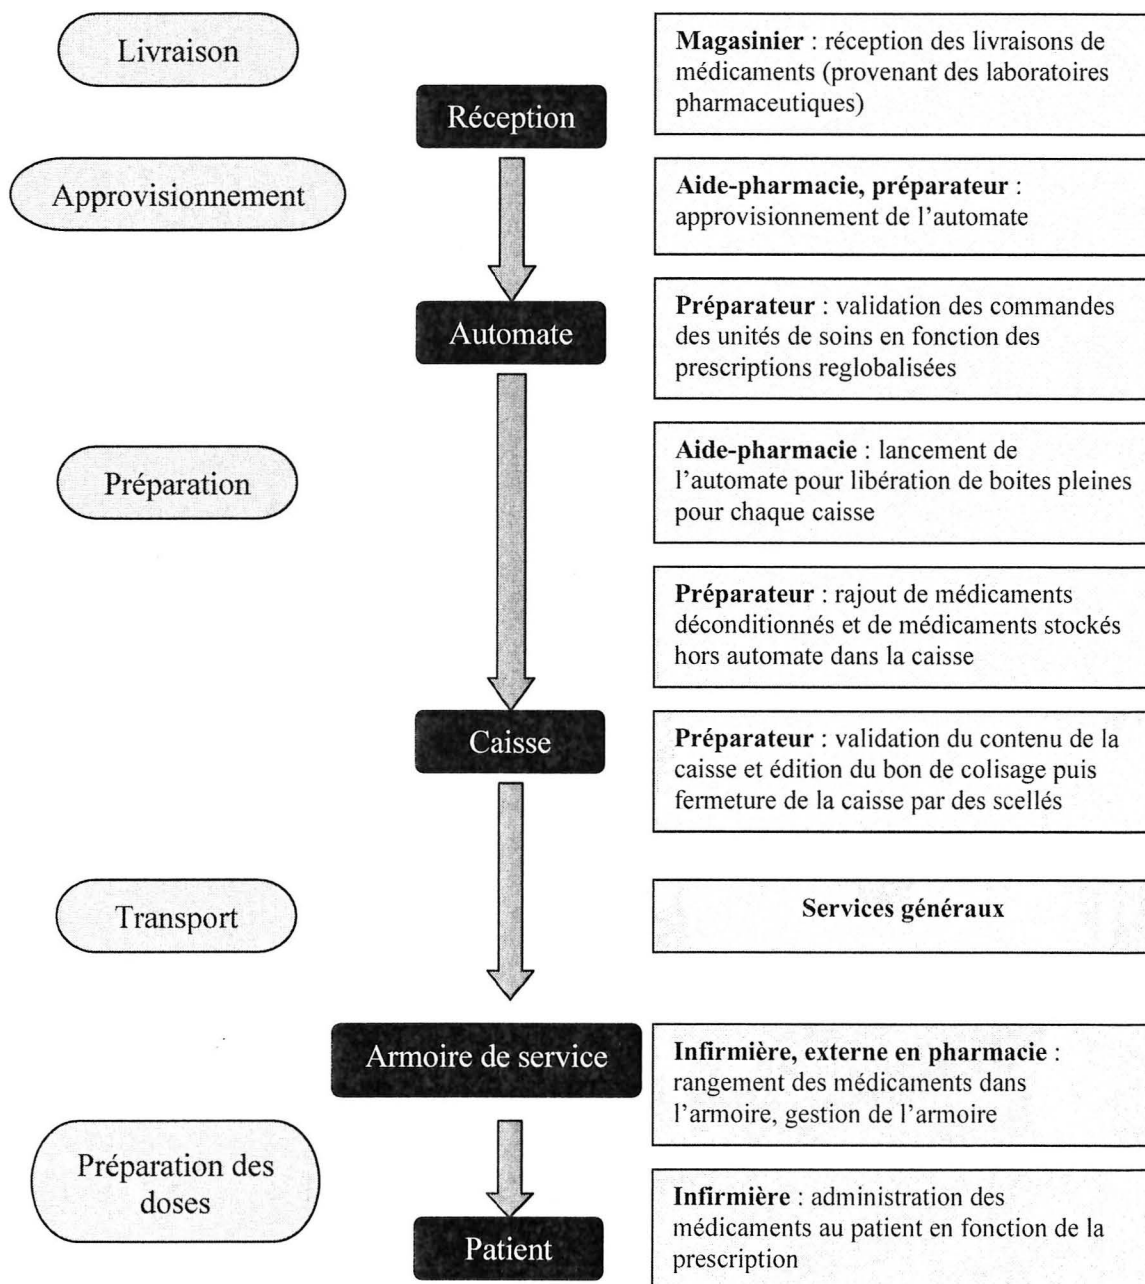 Livraison
Magasinier : réception des livraisons de
médicaments (provenant des laboratoires
pharmaceutiques)
Réception
Approvisionnement
Aide-pharmacie, préparateur :
approvisionnement de l’automate
Automate
Préparateur : validation des commandes
des unités de soins en fonction des
prescriptions reglobalisées
Préparation
Aide-pharmacie : lancement de
l’automate pour libération de boites pleines
pour chaque caisse
Préparateur : rajout de médicaments
déconditionnés et de médicaments stockés
hors automate dans la caisse
Caisse
Préparateur : validation du contenu de la
caisse et édition du bon de colisage puis
fermeture de la caisse par des scellés
Transport
Services généraux
Armoire de service
Infirmière, externe en pharmacie :
rangement des médicaments dans
l’armoire, gestion de l’armoire
Préparation des
doses
Infirmière : administration des
médicaments au patient en fonction de la
prescription
Patient